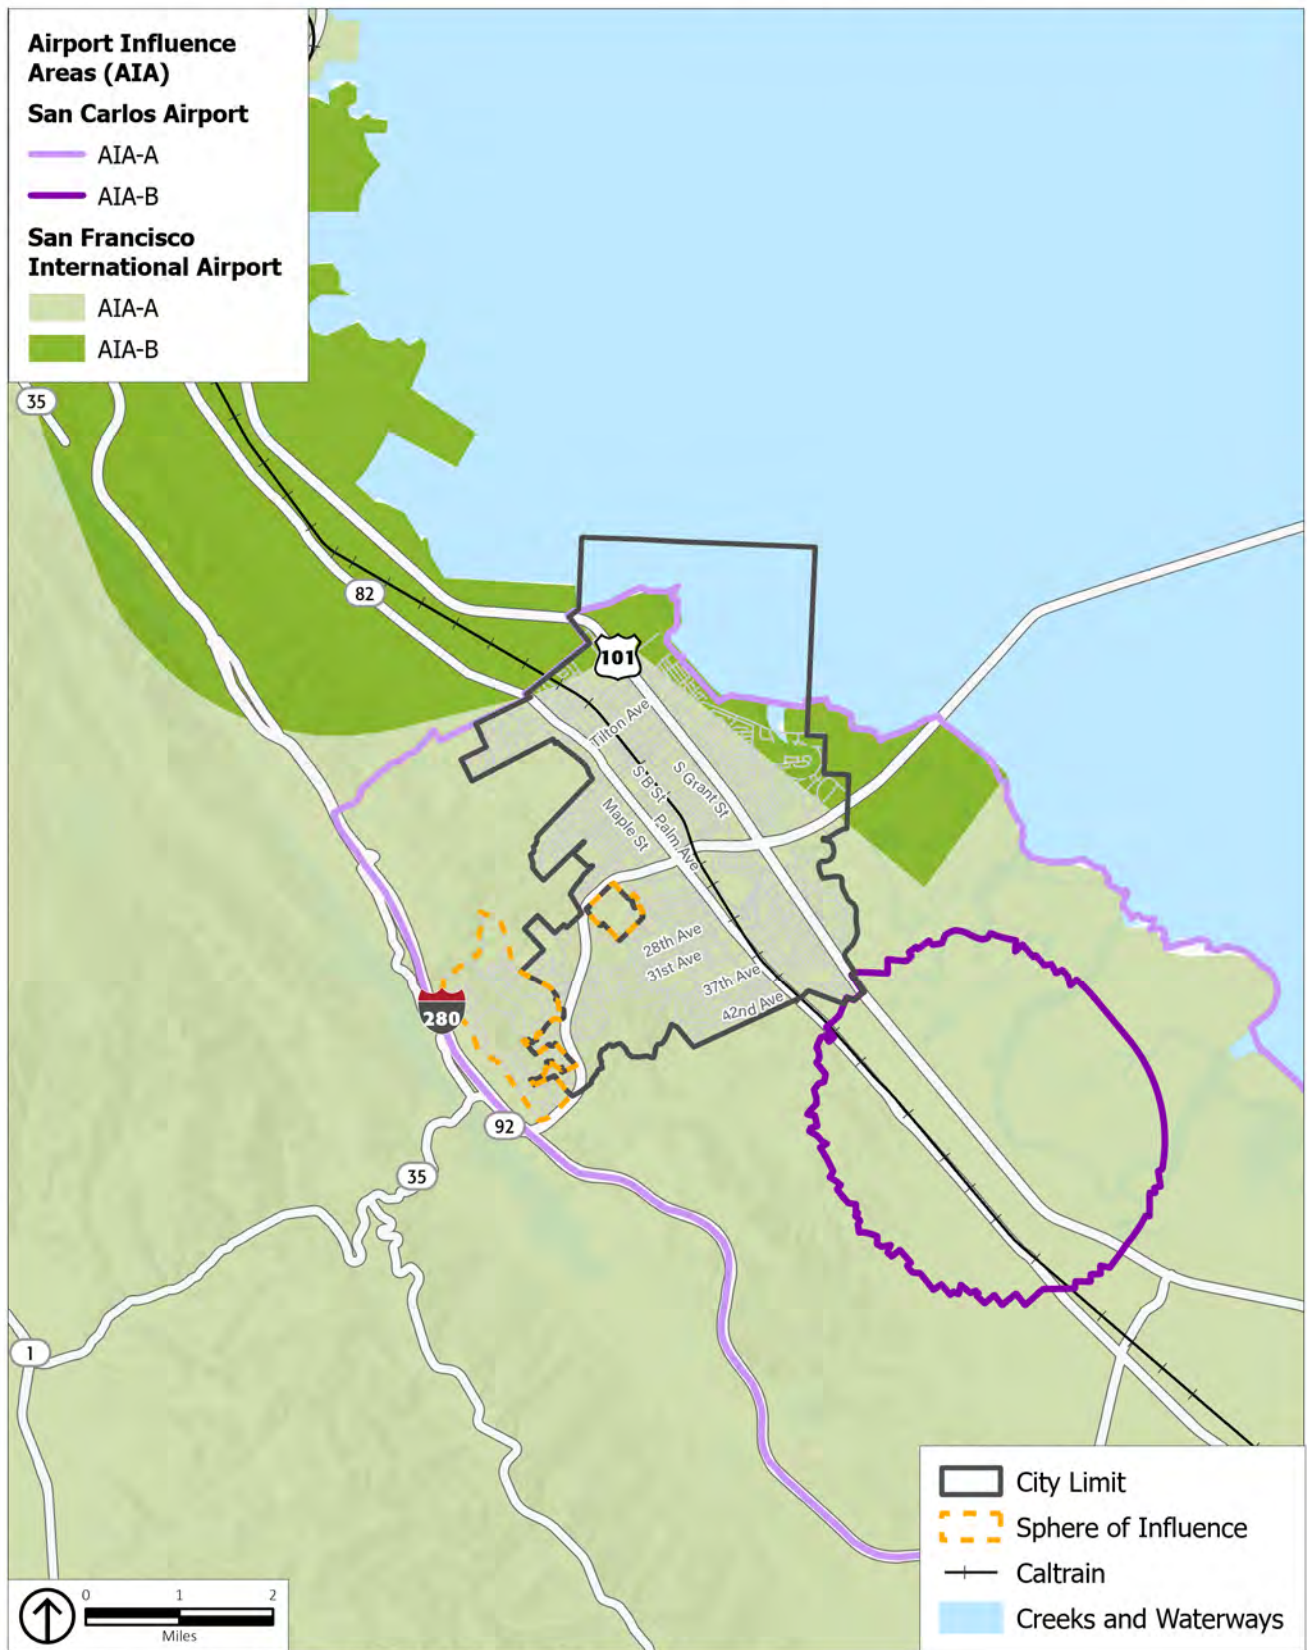 Airport Influence
Areas (AIA)
San Carlos Airport
AIA-A
AIA-B
San Francisco
International Airport
AIA-A
AIA-B
35
82
101
Tilton Ave
S B St
S Grant St
Maple St
Palm Ave
28th Ave
31st Ave
37th Ave
42nd Ave
280
92
35
1
0 1 2
Miles
City Limit
Sphere of Influence
Caltrain
Creeks and Waterways